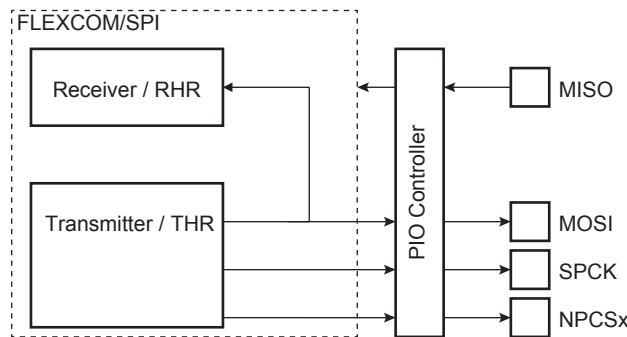 FLEXCOM/SPI
Receiver / RHR
MISO
PIO Controller
Transmitter / THR
MOSI
SPCK
NPCSx